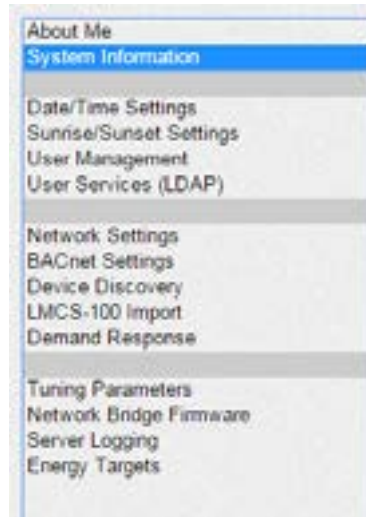 About Me
System Information
Date/Time Settings
Sunrise/Sunset Settings
User Management
User Services (LDAP)
Network Settings
BACnet Settings
Device Discovery
LMCS-100 Import
Demand Response
Tuning Parameters
Network Bridge Firmware
Server Logging
Energy Targets